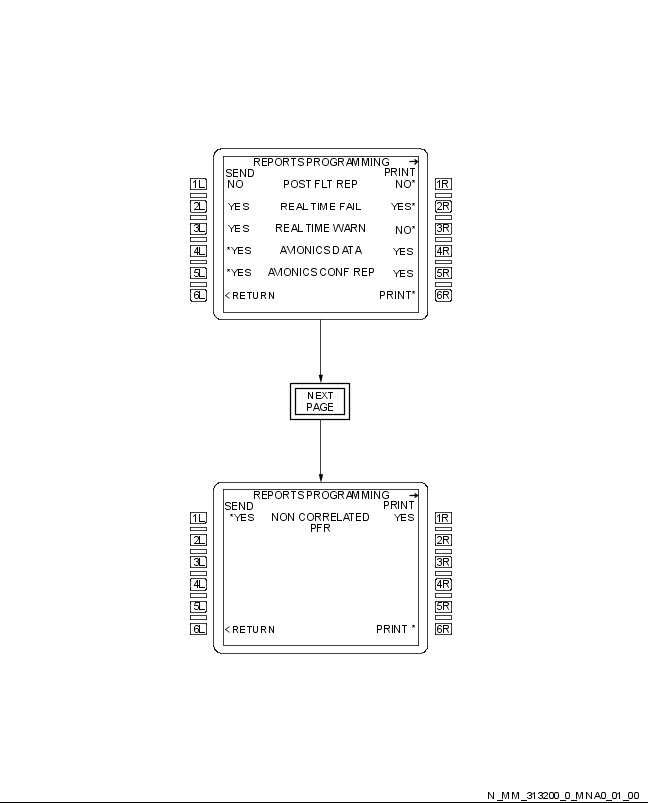 REPORTS PROGRAMMING →
SEND PRINT
1L NO POST FLT REP NO* 1R
2L YES REAL TIME FAIL YES* 2R
3L YES REAL TIME WARN NO* 3R
4L *YES AVIONICS DATA YES 4R
5L *YES AVIONICS CONF REP YES 5R
6L <RETURN PRINT* 6R
NEXT
PAGE
REPORTS PROGRAMMING →
SEND PRINT
1L *YES NON CORRELATED YES 1R
PFR
2L 2R
3L 3R
4L 4R
5L 5R
6L <RETURN PRINT * 6R
N_MM_313200_0_MNA0_01_00